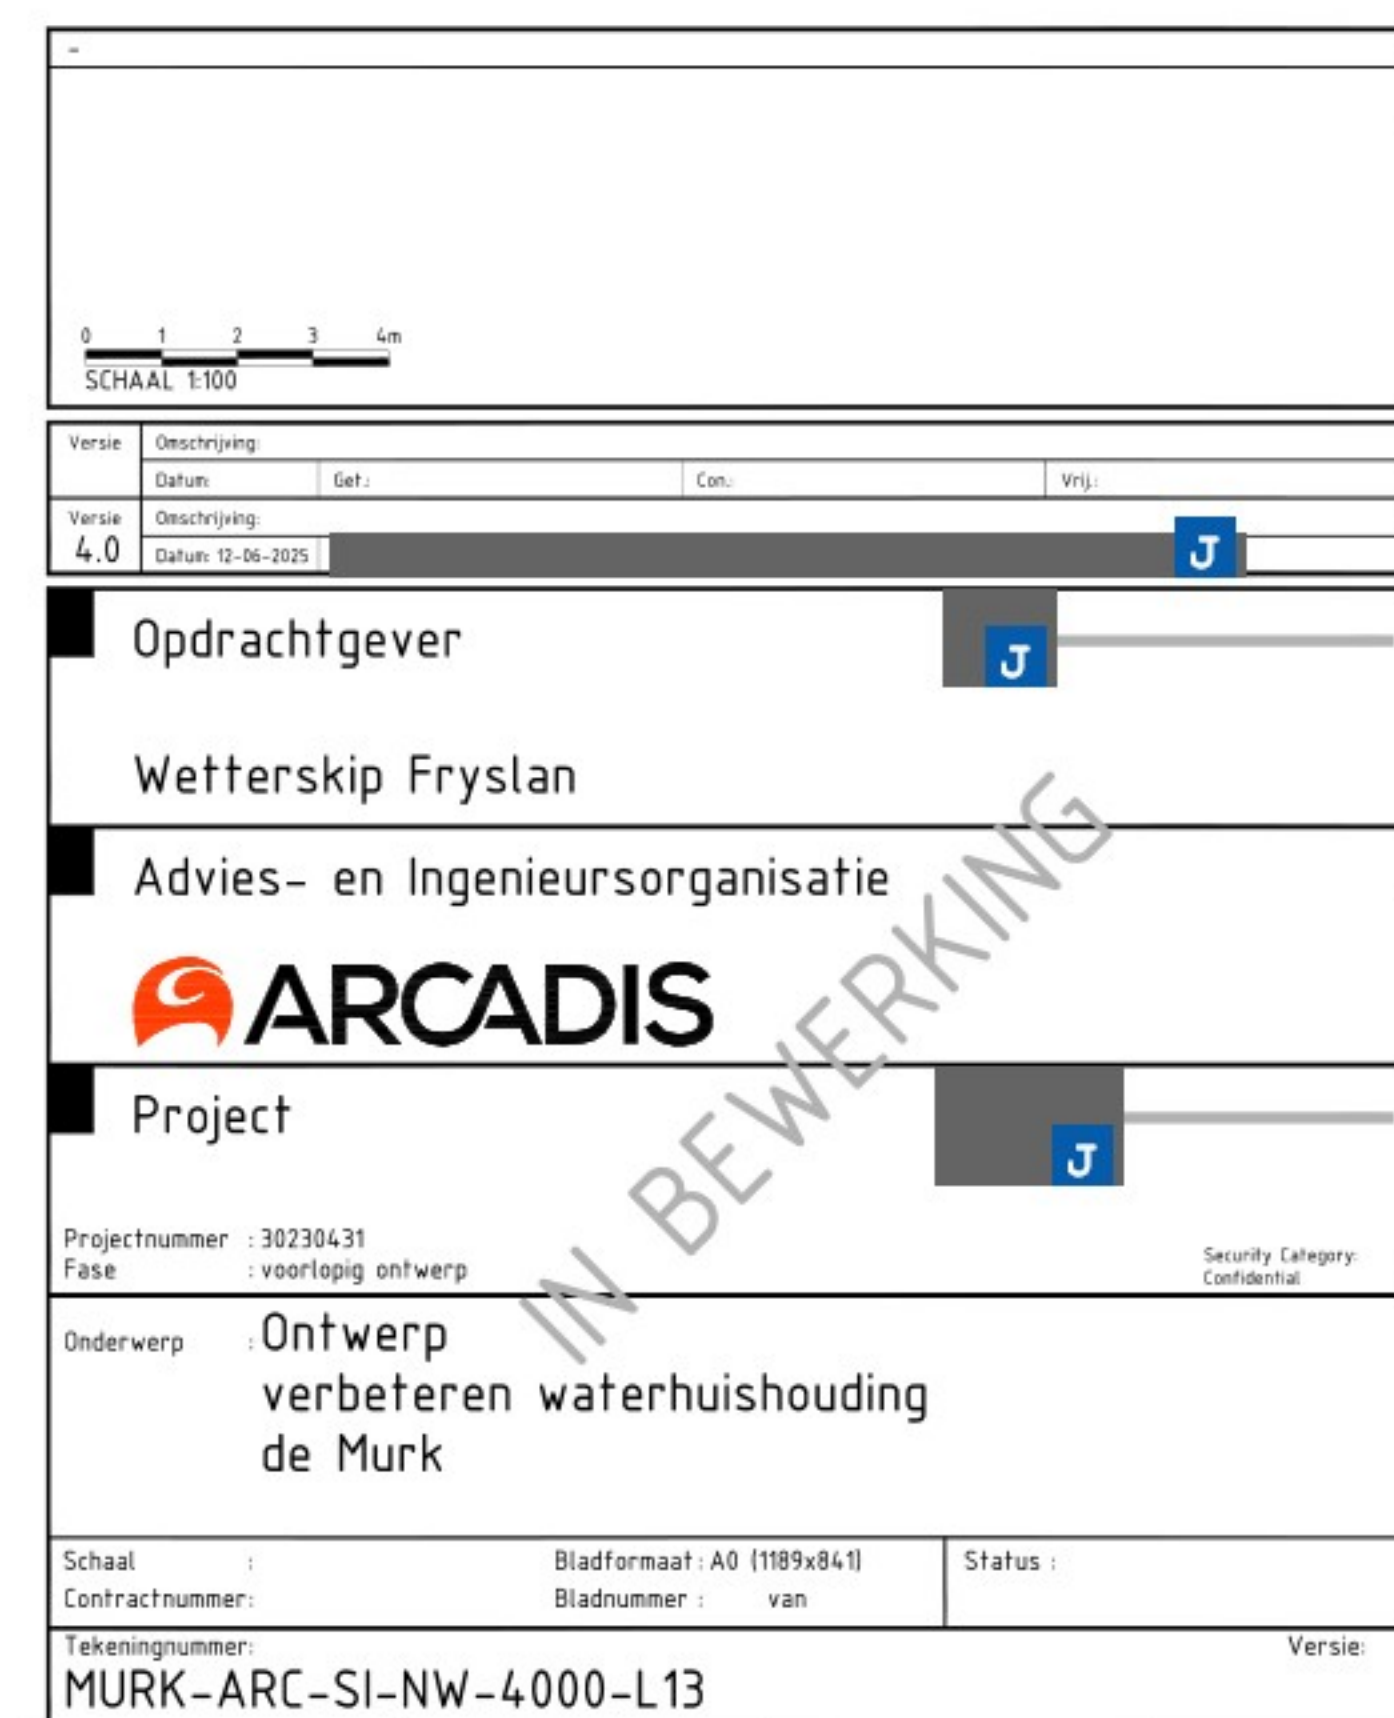 -
0 1 2 3 4m
SCHAAL 1:100
Versie Omschrijving:
Datum: Get.: Con.: Vrij.:
Versie Omschrijving:
4.0 Datum: 12-06-2025
J
Opdrachtgever
J
Wetterskip Fryslan
Advies- en Ingenieursorganisatie
ARCADIS
Project
J
IN BEWERKING
Projectnummer : 30230431
Fase : voorlopig ontwerp
Security Category:
Confidential
Onderwerp : Ontwerp
verbeteren waterhuishouding
de Murk
Schaal : Bladformaat : A0 (1189x841) Status :
Contractnummer: Bladnummer : van
Tekeningnummer: Versie:
MURK-ARC-SI-NW-4000-L13